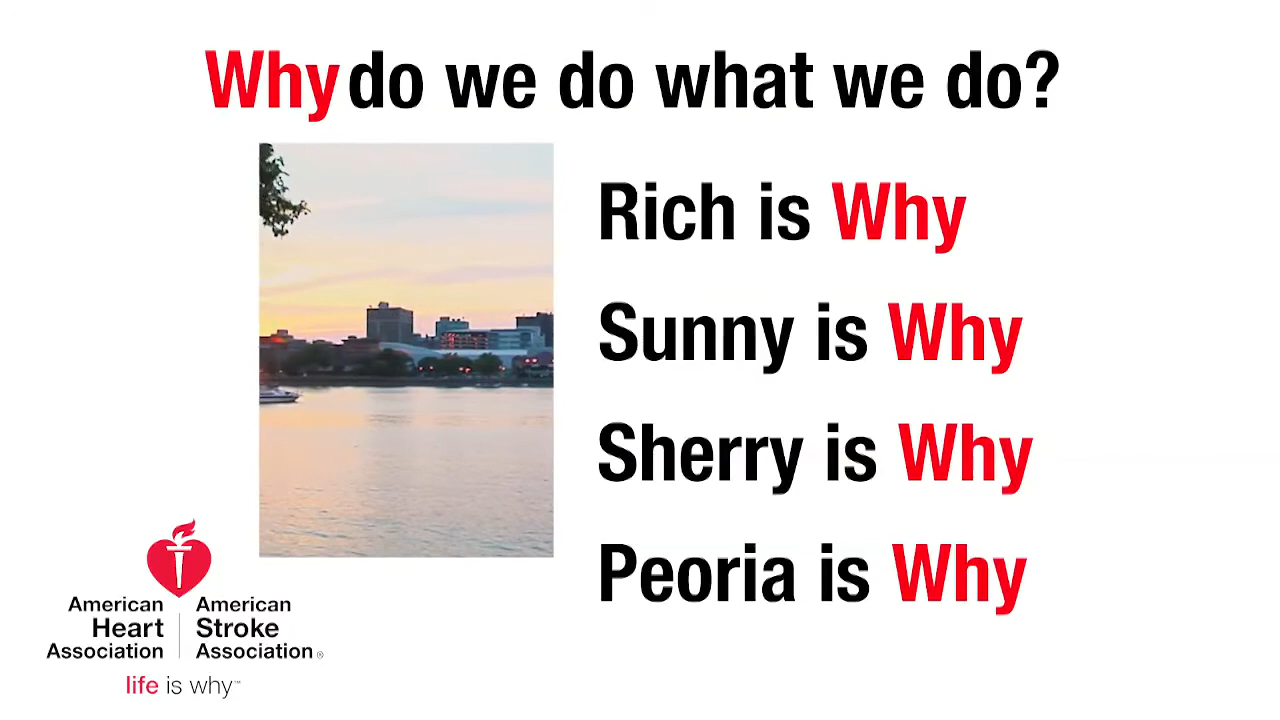 Why do we do what we do?
Rich is Why
Sunny is Why
Sherry is Why
Peoria is Why
American Heart Association
American Stroke Association®
life is why™